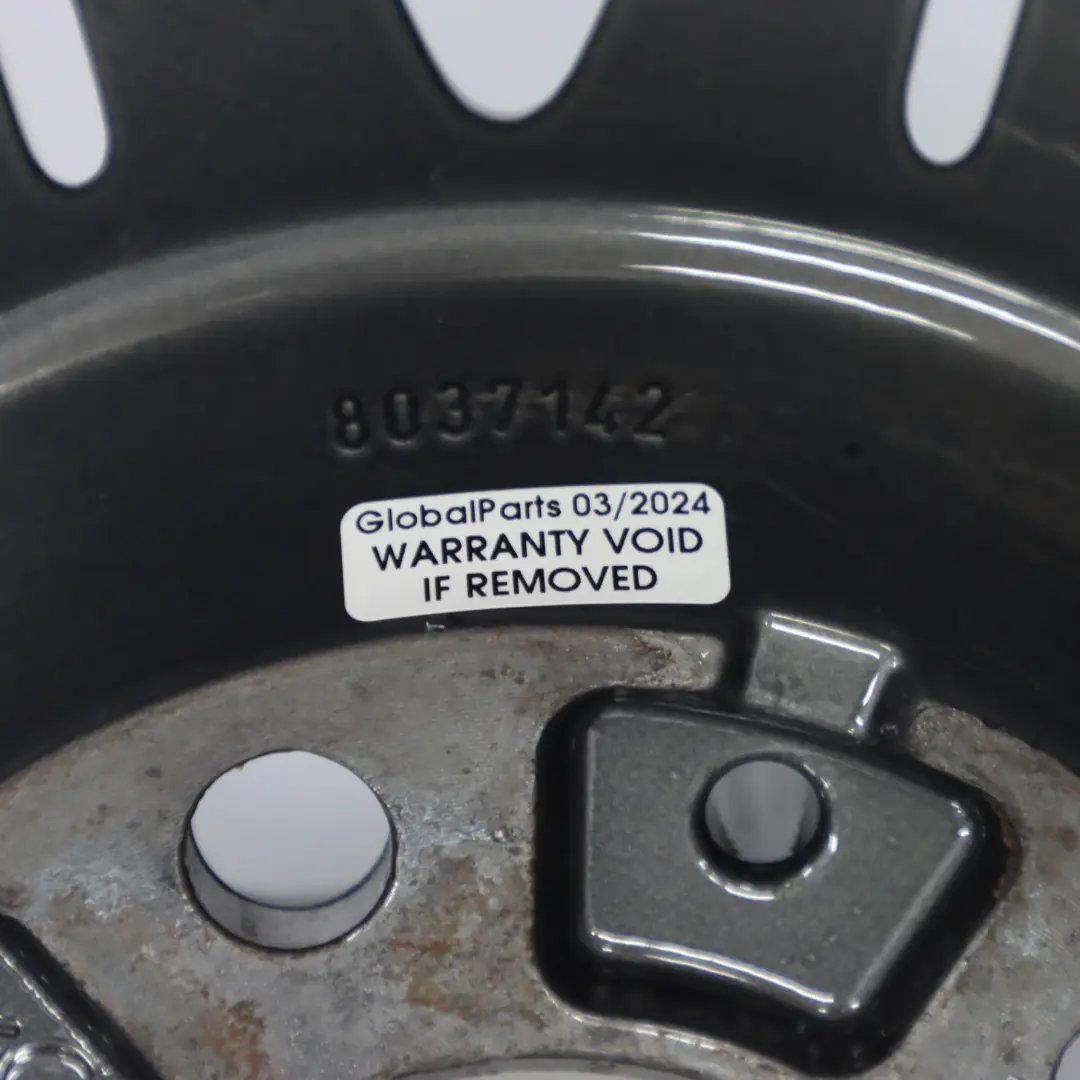 8037142
GlobalParts 03/2024
WARRANTY VOID
IF REMOVED